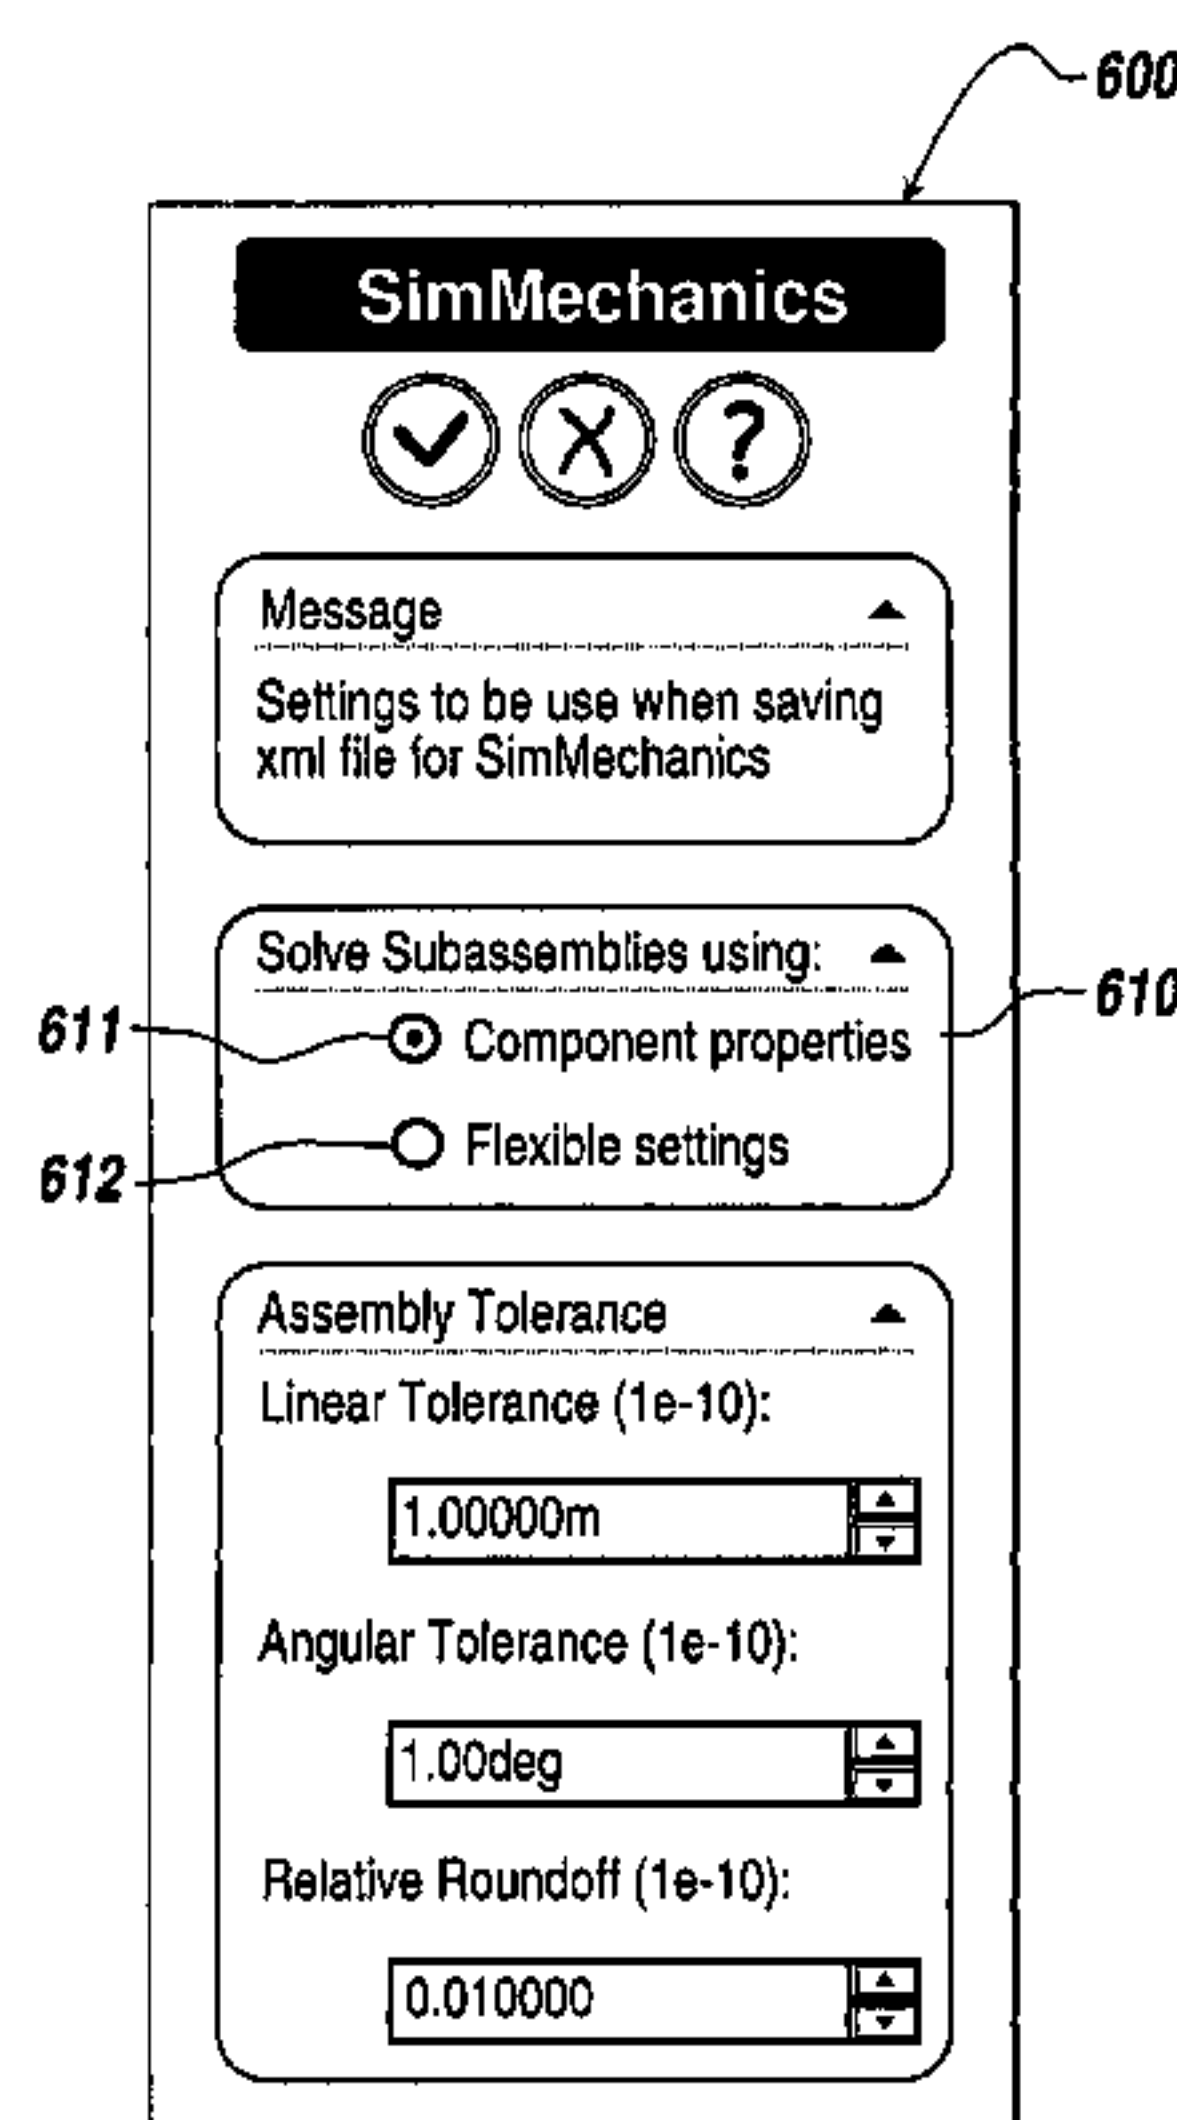 600
SimMechanics
?
Message
Settings to be use when saving
xml file for SimMechanics
Solve Subassemblies using:
610
611
Component properties
612
Flexible settings
Assembly Tolerance
Linear Tolerance (1e-10):
1.00000m
Angular Tolerance (1e-10):
1.00deg
Relative Roundoff (1e-10):
0.010000